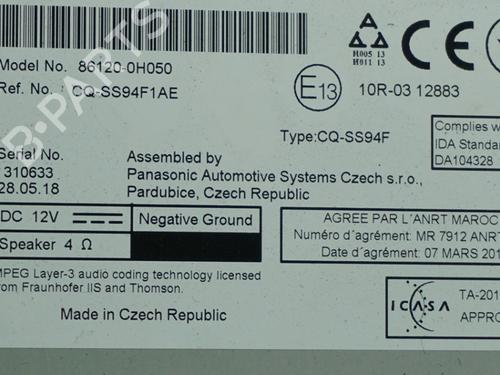 Model No. 86120-0H050
Ref. No. CQ-SS94F1AE
H005 13
H011 13
CE
E13
10R-03 12883
Type:CQ-SS94F
Complies w
IDA Standa
DA104328
Serial No.
310633
28.05.18
Assembled by
Panasonic Automotive Systems Czech s.r.o.,
Pardubice, Czech Republic
DC 12V
Negative Ground
Speaker 4 Ω
AGREE PAR L'ANRT MAROC
Numéro d'agrément: MR 7912 ANRT
Date d'agrément: 07 MARS 201
MPEG Layer-3 audio coding technology licensed
from Fraunhofer IIS and Thomson.
ICASA
TA-201
APPRO
Made in Czech Republic
B-PARTS